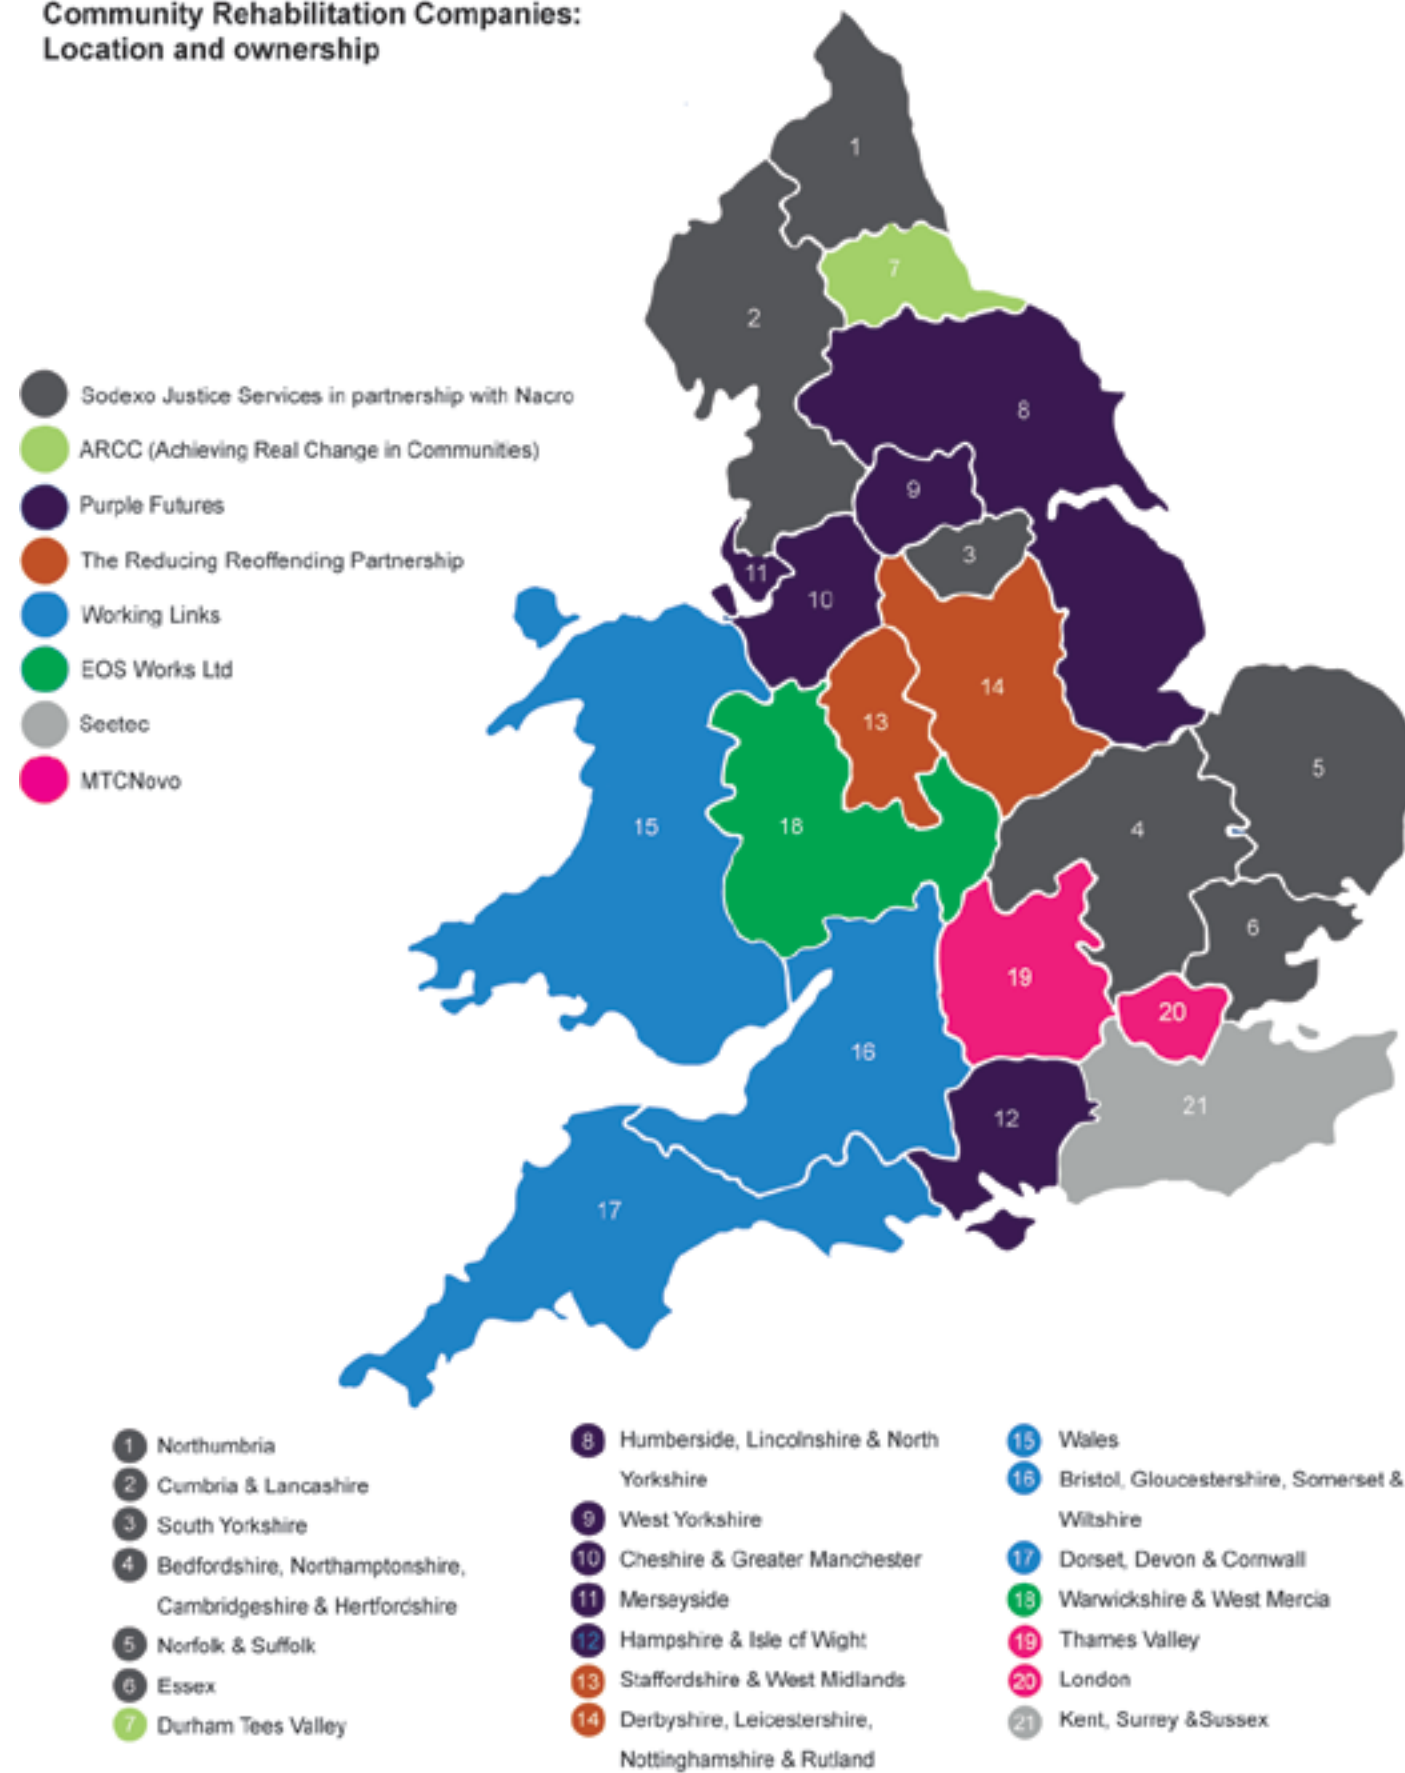 Community Rehabilitation Companies:
Location and ownership
1
7
2
8
9
3
11
10
14
13
5
15
18
4
6
19
20
16
12
21
17
Sodexo Justice Services in partnership with Nacro
ARCC (Achieving Real Change in Communities)
Purple Futures
The Reducing Reoffending Partnership
Working Links
EOS Works Ltd
Seetec
MTCNovo
1 Northumbria
2 Cumbria & Lancashire
3 South Yorkshire
4 Bedfordshire, Northamptonshire,
Cambridgeshire & Hertfordshire
5 Norfolk & Suffolk
6 Essex
7 Durham Tees Valley
8 Humberside, Lincolnshire & North
Yorkshire
9 West Yorkshire
10 Cheshire & Greater Manchester
11 Merseyside
12 Hampshire & Isle of Wight
13 Staffordshire & West Midlands
14 Derbyshire, Leicestershire,
Nottinghamshire & Rutland
15 Wales
16 Bristol, Gloucestershire, Somerset &
Wiltshire
17 Dorset, Devon & Cornwall
18 Warwickshire & West Mercia
19 Thames Valley
20 London
21 Kent, Surrey &Sussex